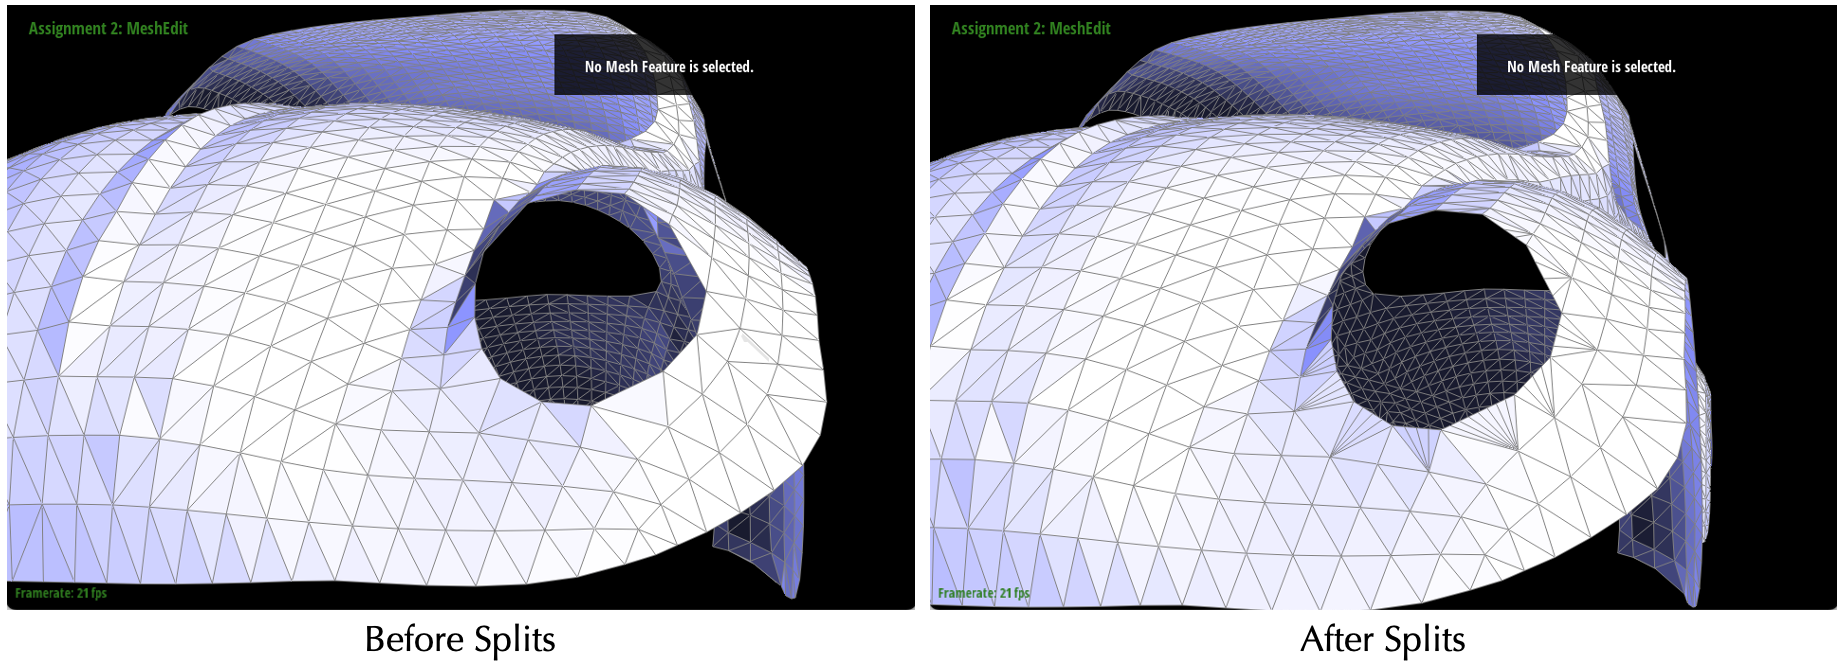 Assignment 2: MeshEdit
No Mesh Feature is selected.
Framerate: 21 fps
Before Splits
Assignment 2: MeshEdit
No Mesh Feature is selected.
Framerate: 21 fps
After Splits